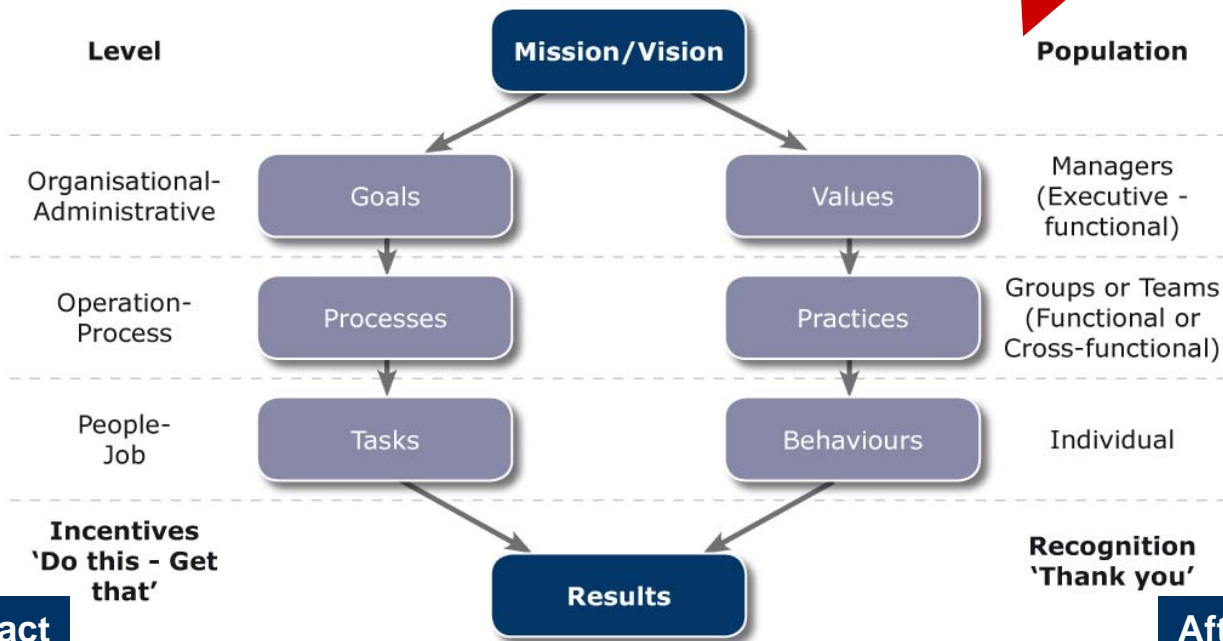 Level
Mission/Vision
Population
Organisational-
Administrative
Goals
Values
Managers
(Executive -
functional)
Operation-
Process
Processes
Practices
Groups or Teams
(Functional or
Cross-functional)
People-
Job
Tasks
Behaviours
Individual
Incentives
‘Do this - Get
that’
Results
Recognition
‘Thank you’